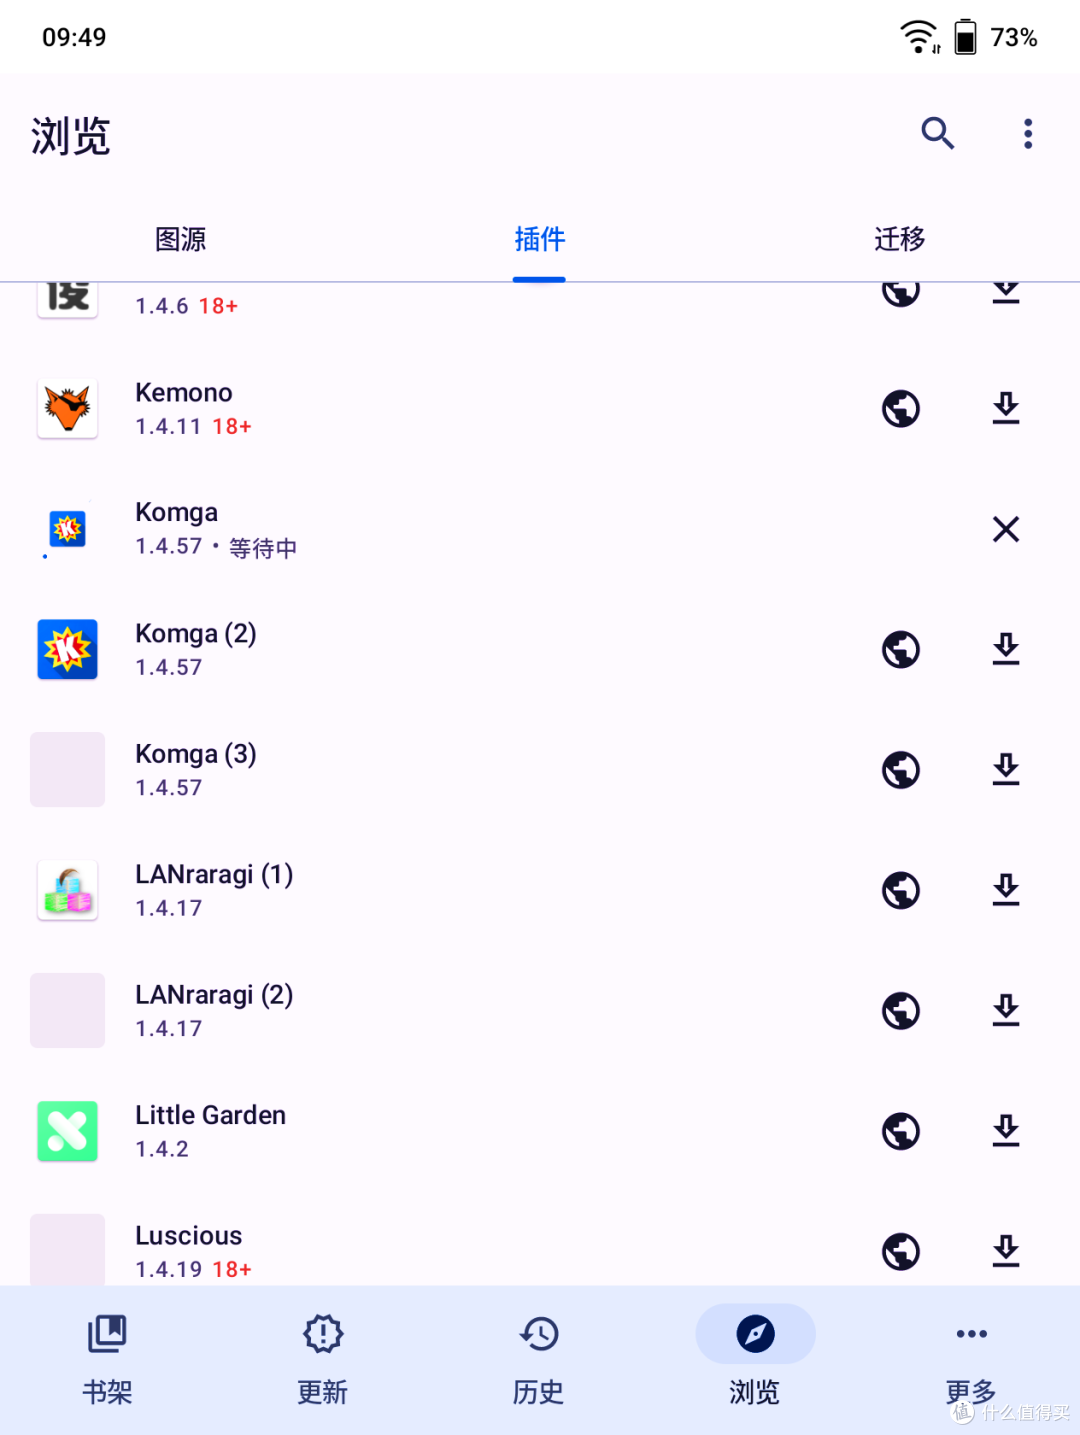 09:49
73%
浏览
图源
插件
迁移
1.4.6 18+
Kemono
1.4.11 18+
Komga
1.4.57 • 等待中
Komga (2)
1.4.57
Komga (3)
1.4.57
LANraragi (1)
1.4.17
LANraragi (2)
1.4.17
Little Garden
1.4.2
Luscious
1.4.19 18+
书架
更新
历史
浏览
更多
值 什么值得买